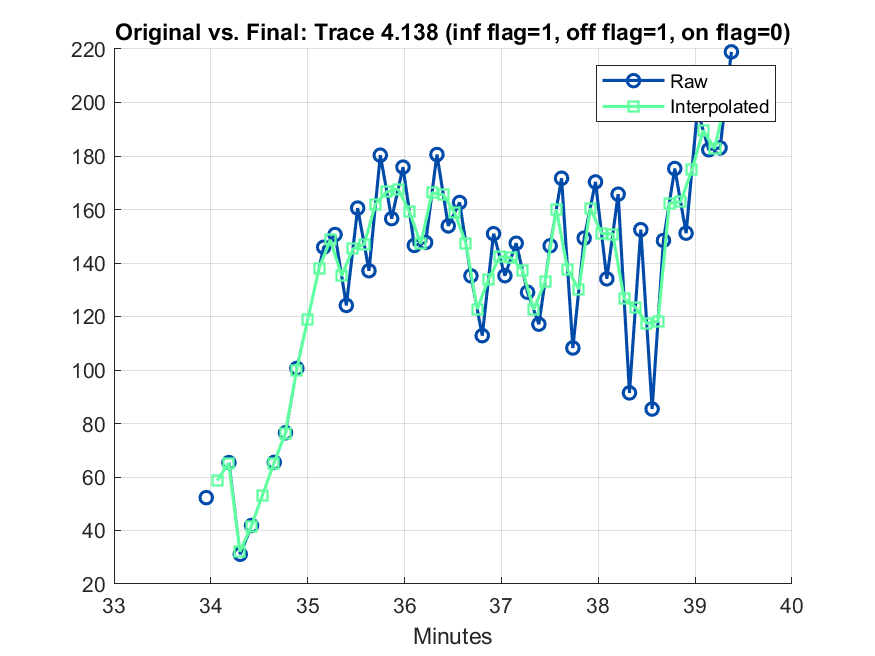 Original vs. Final: Trace 4.138 (inf flag=1, off flag=1, on flag=0)
220
200
180
160
140
120
100
80
60
40
20
Raw
Interpolated
33 34 35 36 37 38 39 40
Minutes